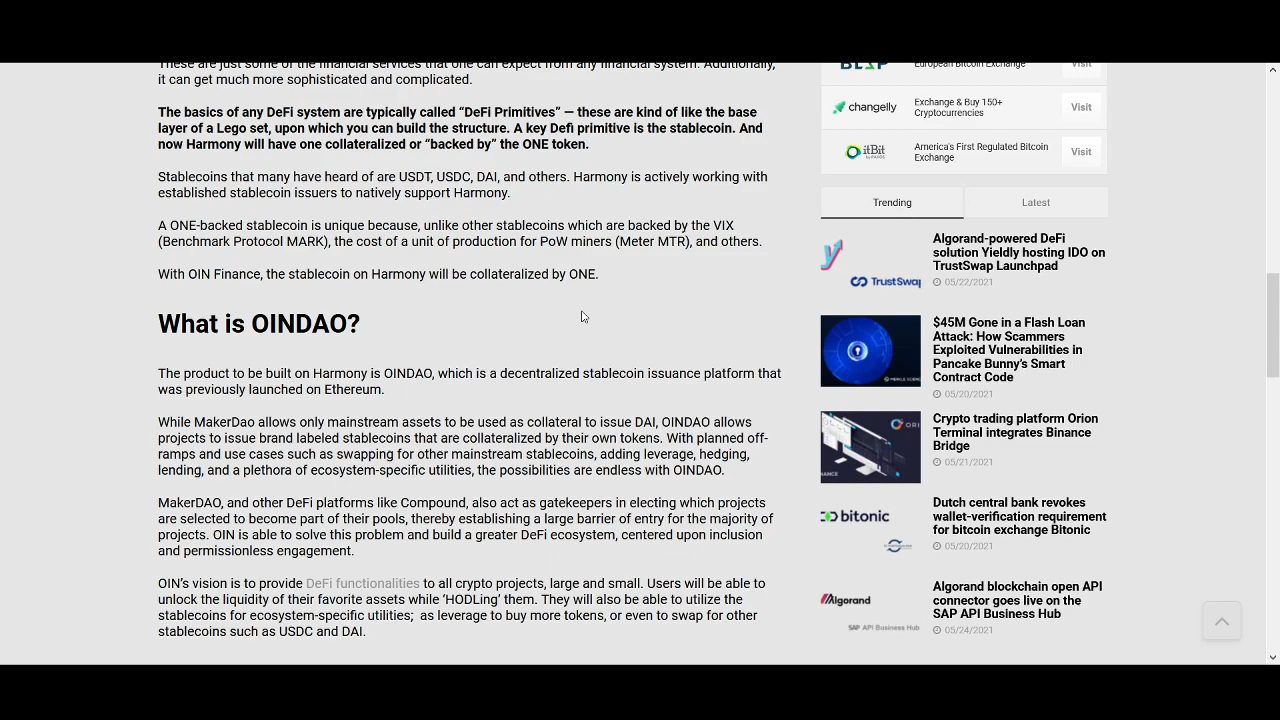 These are just some of the financial services that one can expect from any financial system. Additionally,
it can get much more sophisticated and complicated.
The basics of any DeFi system are typically called “DeFi Primitives” — these are kind of like the base
layer of a Lego set, upon which you can build the structure. A key Defi primitive is the stablecoin. And
now Harmony will have one collateralized or “backed by” the ONE token.
Stablecoins that many have heard of are USDT, USDC, DAI, and others. Harmony is actively working with
established stablecoin issuers to natively support Harmony.
A ONE-backed stablecoin is unique because, unlike other stablecoins which are backed by the VIX
(Benchmark Protocol MARK), the cost of a unit of production for PoW miners (Meter MTR), and others.
With OIN Finance, the stablecoin on Harmony will be collateralized by ONE.
What is OINDAO?
The product to be built on Harmony is OINDAO, which is a decentralized stablecoin issuance platform that
was previously launched on Ethereum.
While MakerDao allows only mainstream assets to be used as collateral to issue DAI, OINDAO allows
projects to issue brand labeled stablecoins that are collateralized by their own tokens. With planned off-
ramps and use cases such as swapping for other mainstream stablecoins, adding leverage, hedging,
lending, and a plethora of ecosystem-specific utilities, the possibilities are endless with OINDAO.
MakerDAO, and other DeFi platforms like Compound, also act as gatekeepers in electing which projects
are selected to become part of their pools, thereby establishing a large barrier of entry for the majority of
projects. OIN is able to solve this problem and build a greater DeFi ecosystem, centered upon inclusion
and permissionless engagement.
OIN’s vision is to provide DeFi functionalities to all crypto projects, large and small. Users will be able to
unlock the liquidity of their favorite assets while ‘HODLing’ them. They will also be able to utilize the
stablecoins for ecosystem-specific utilities;  as leverage to buy more tokens, or even to swap for other
stablecoins such as USDC and DAI.
European Bitcoin Exchange
Visit
changelly
Exchange & Buy 150+
Cryptocurrencies
Visit
itBit
by PAXOS
America's First Regulated Bitcoin
Exchange
Visit
Trending
Latest
Algorand-powered DeFi
solution Yieldly hosting IDO on
TrustSwap Launchpad
05/22/2021
TrustSwap
$45M Gone in a Flash Loan
Attack: How Scammers
Exploited Vulnerabilities in
Pancake Bunny's Smart
Contract Code
05/20/2021
MERKLE SCIENCE
Crypto trading platform Orion
Terminal integrates Binance
Bridge
05/21/2021
Dutch central bank revokes
wallet-verification requirement
for bitcoin exchange Bitonic
05/20/2021
bitonic
Algorand blockchain open API
connector goes live on the
SAP API Business Hub
05/24/2021
Algorand
SAP API Business Hub